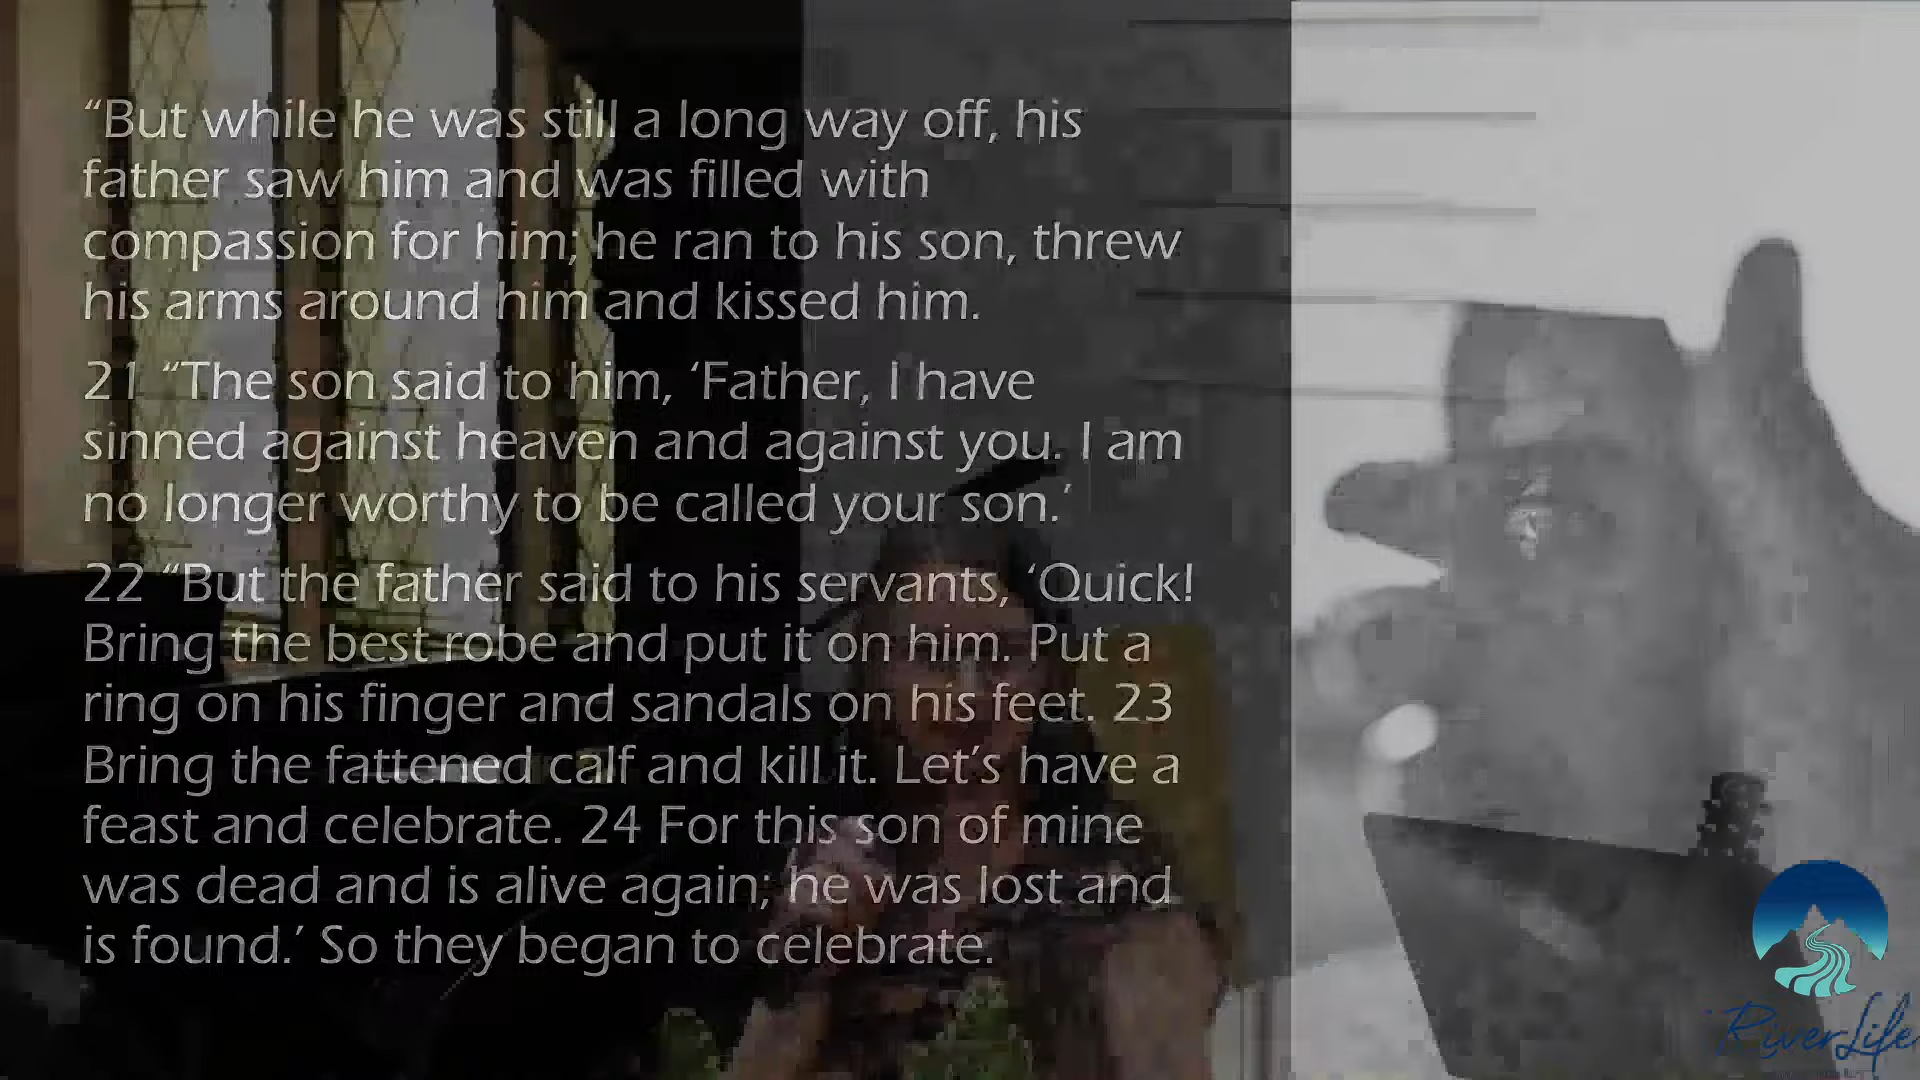 “But while he was still a long way off, his
father saw him and was filled with
compassion for him; he ran to his son, threw
his arms around him and kissed him.
21 “The son said to him, ‘Father, I have
sinned against heaven and against you. I am
no longer worthy to be called your son.’
22 “But the father said to his servants, ‘Quick!
Bring the best robe and put it on him. Put a
ring on his finger and sandals on his feet. 23
Bring the fattened calf and kill it. Let’s have a
feast and celebrate. 24 For this son of mine
was dead and is alive again; he was lost and
is found.’ So they began to celebrate.
RiverLife